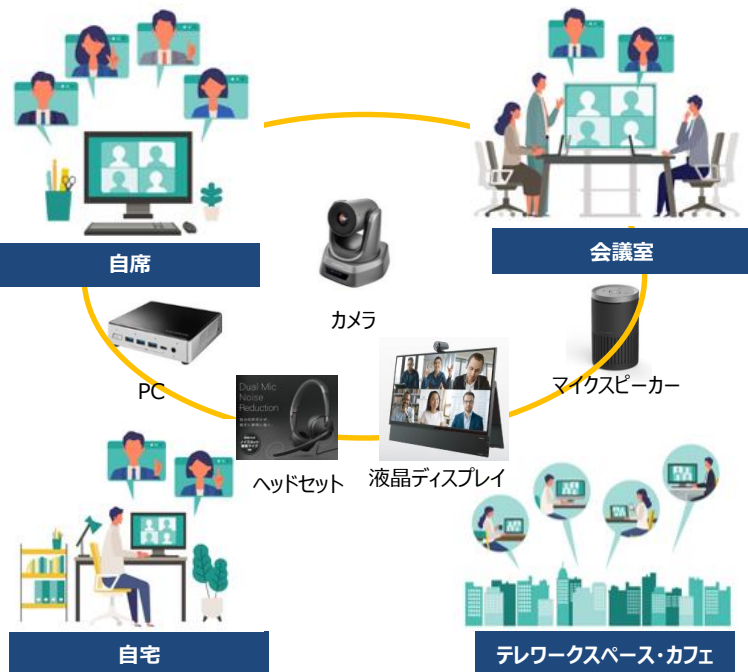 自席
会議室
カメラ
PC
マイクスピーカー
Dual Mic
Noise
Reduction
ヘッドセット
液晶ディスプレイ
自宅
テレワークスペース・カフェ